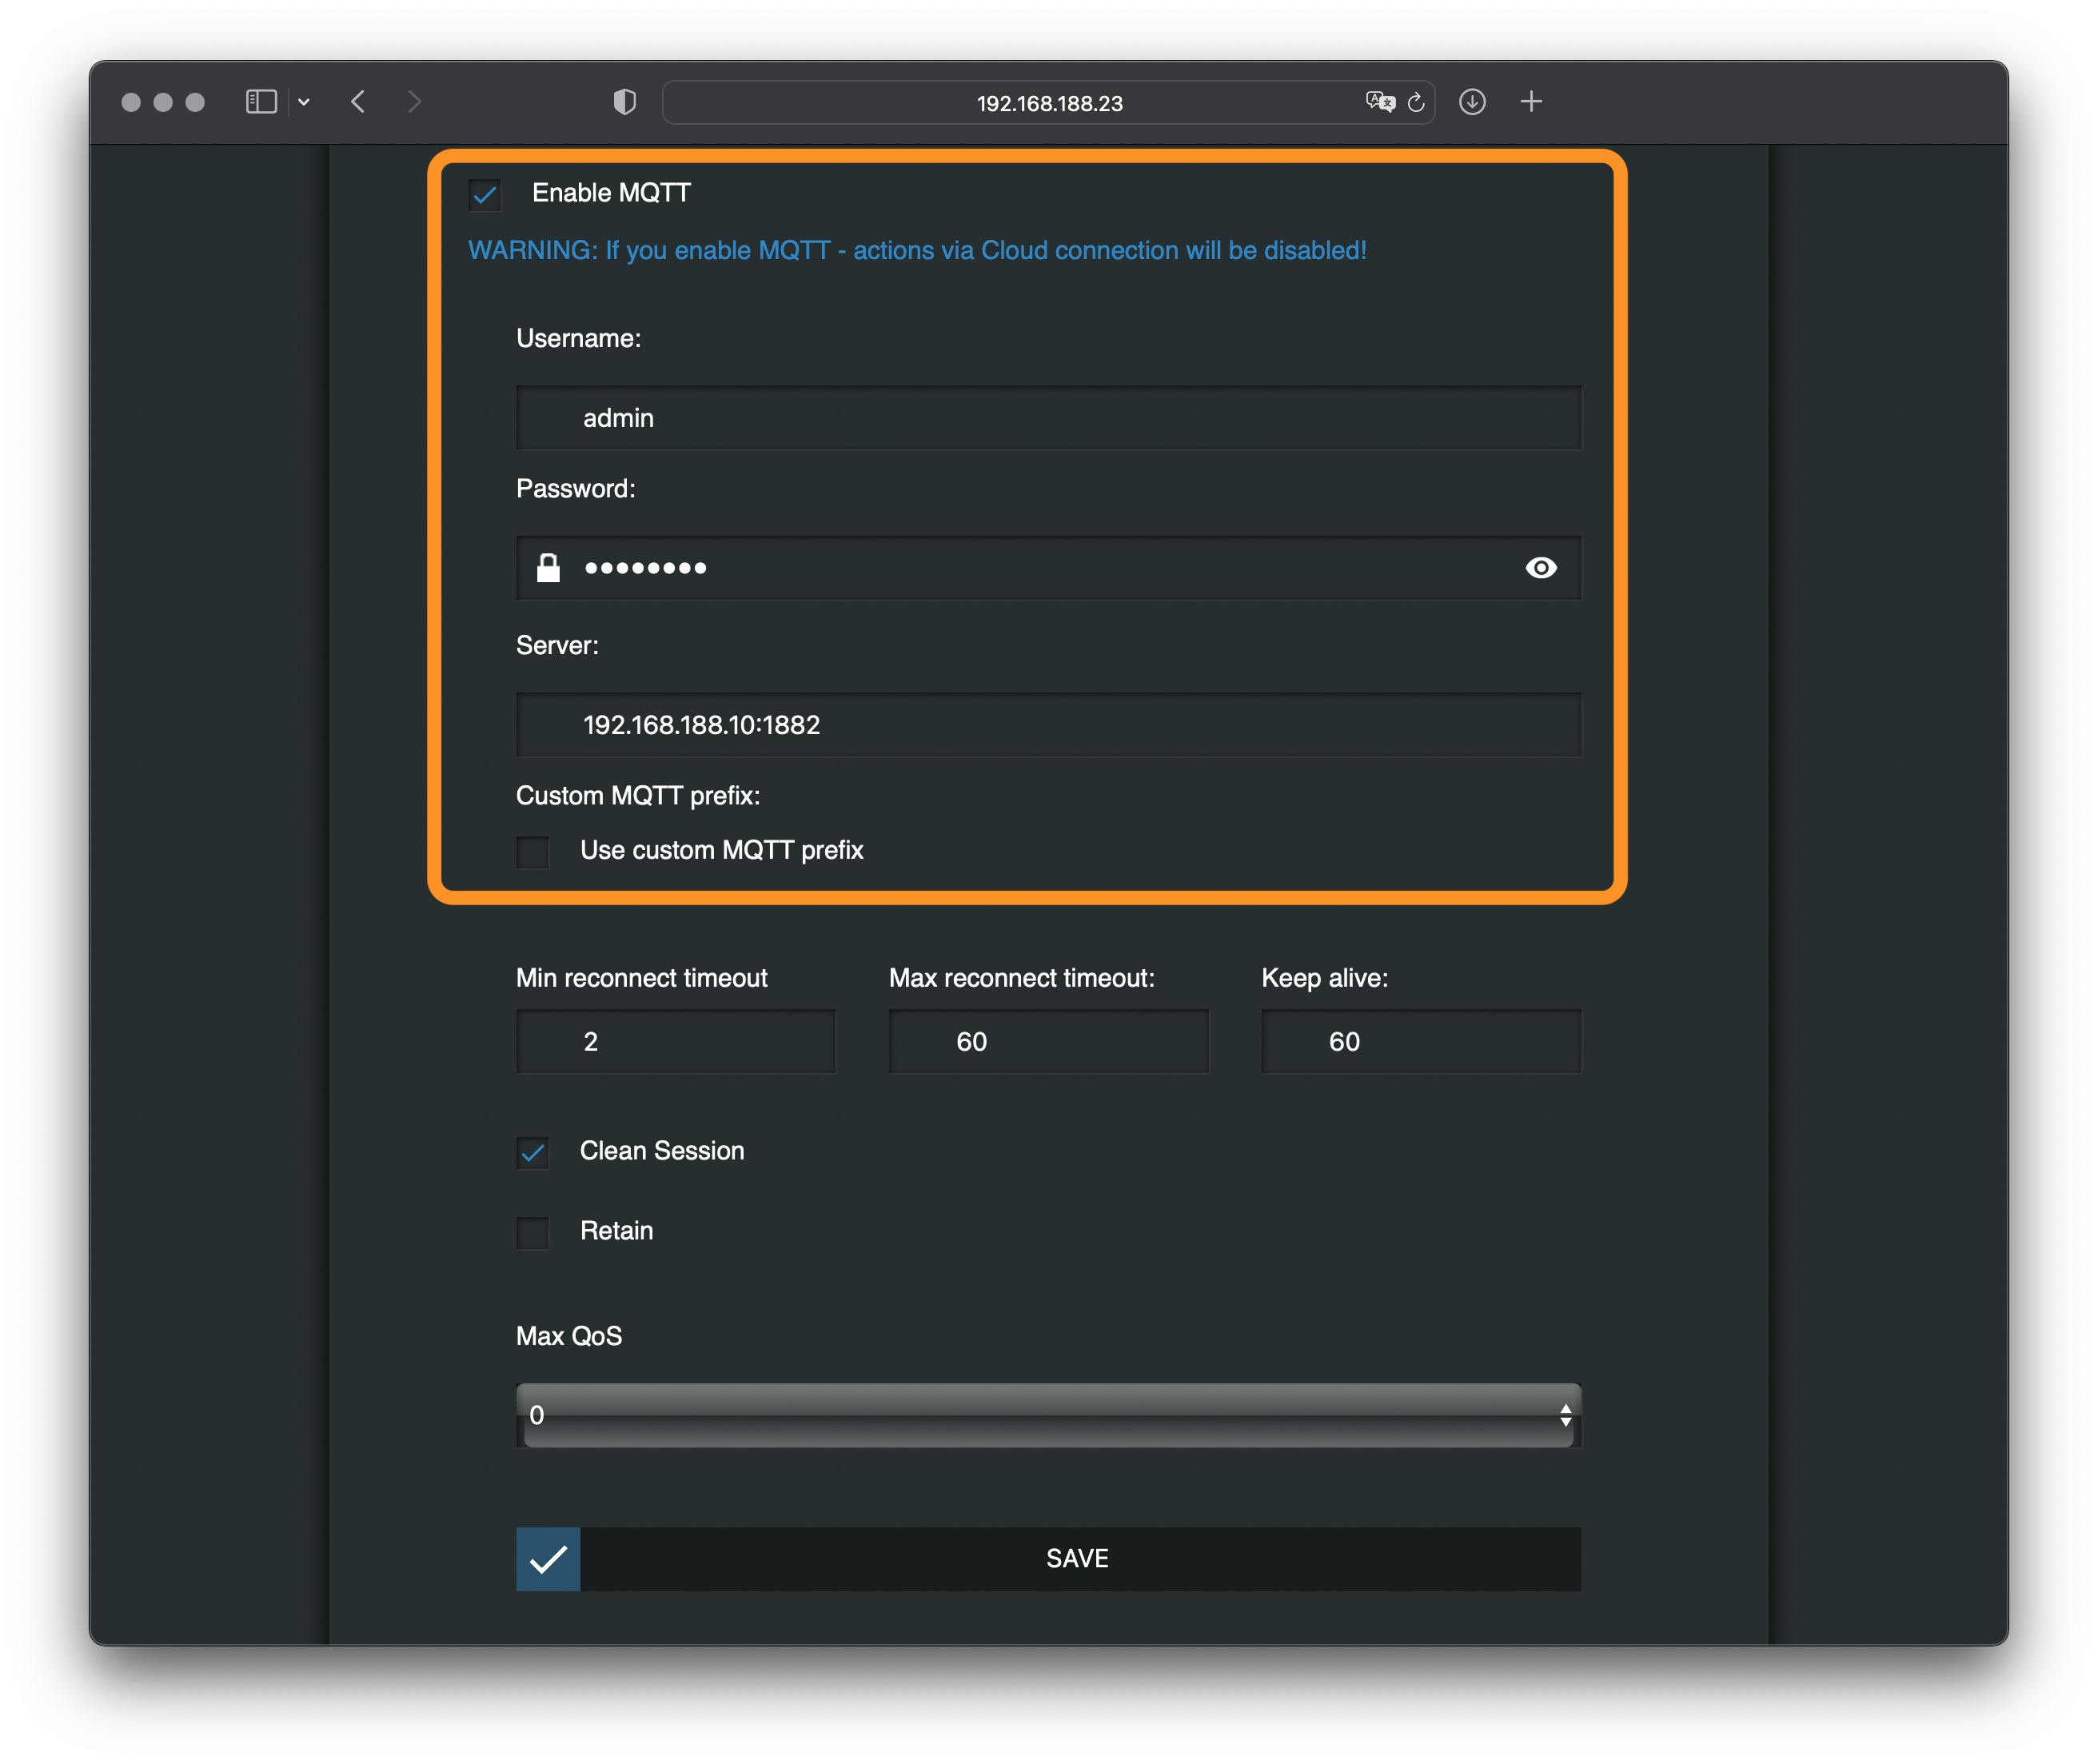 192.168.188.23
Enable MQTT
WARNING: If you enable MQTT - actions via Cloud connection will be disabled!
Username:
admin
Password:
••••••••
Server:
192.168.188.10:1882
Custom MQTT prefix:
Use custom MQTT prefix
Min reconnect timeout Max reconnect timeout: Keep alive:
2 60 60
Clean Session
Retain
Max QoS
0
SAVE